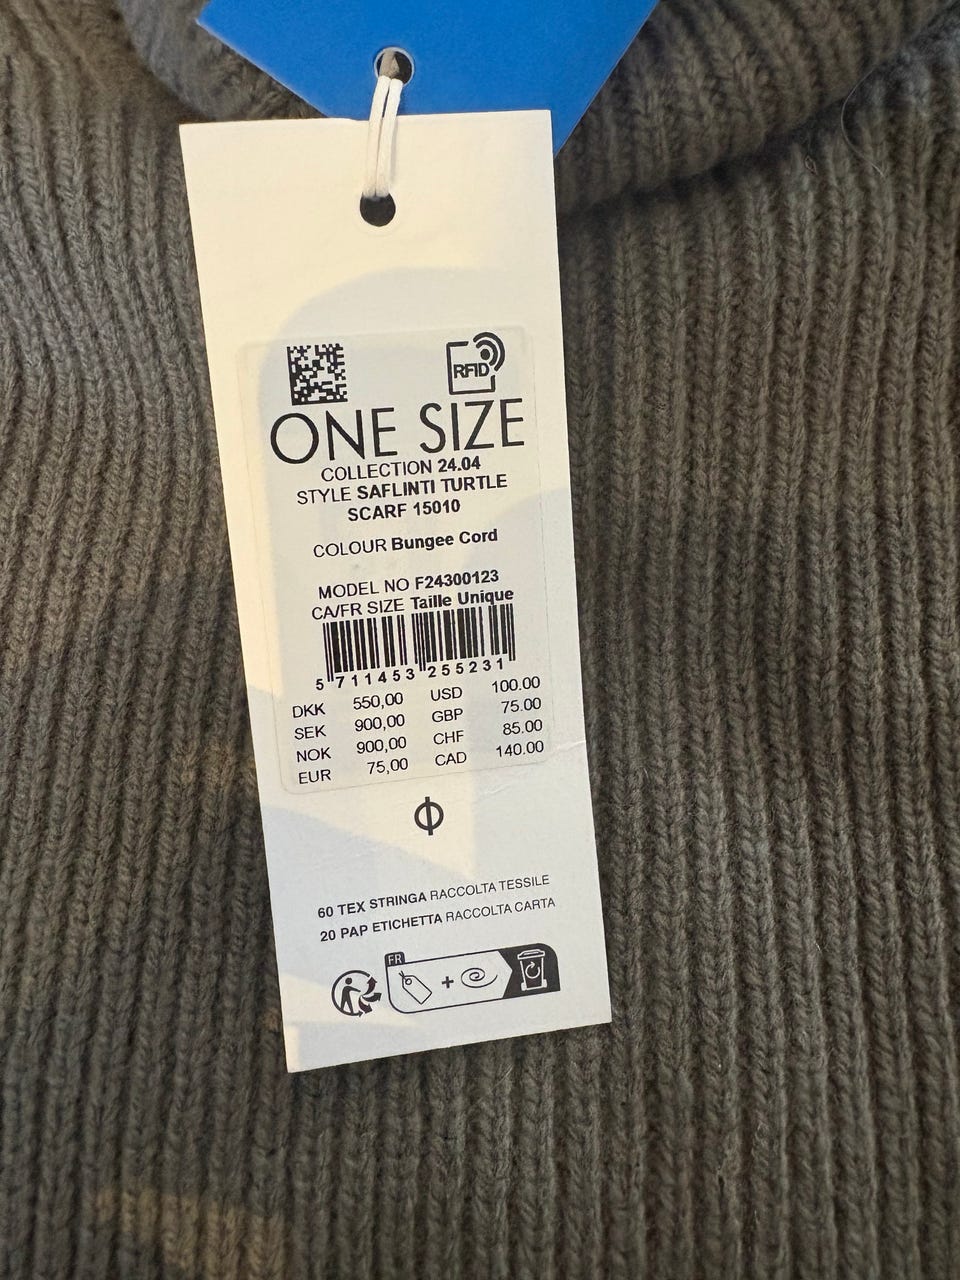 RFID
ONE SIZE
COLLECTION 24.04
STYLE SAFLINTI TURTLE
SCARF 15010
COLOUR Bungee Cord
MODEL NO F24300123
CA/FR SIZE Taille Unique
5 711453 255231
DKK 550,00 USD 100.00
SEK 900,00 GBP 75.00
NOK 900,00 CHF 85.00
EUR 75,00 CAD 140.00
60 TEX STRINGA RACCOLTA TESSILE
20 PAP ETICHETTA RACCOLTA CARTA
FR
+